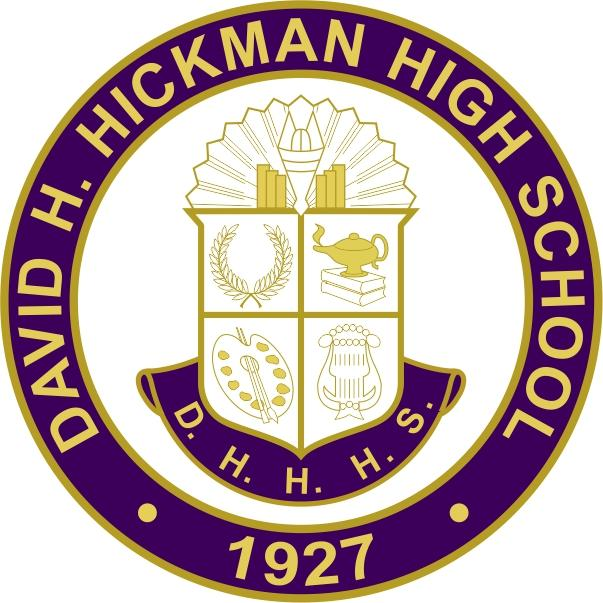 DAVID H. HICKMAN HIGH SCHOOL
D. H. H. H. S.
1927